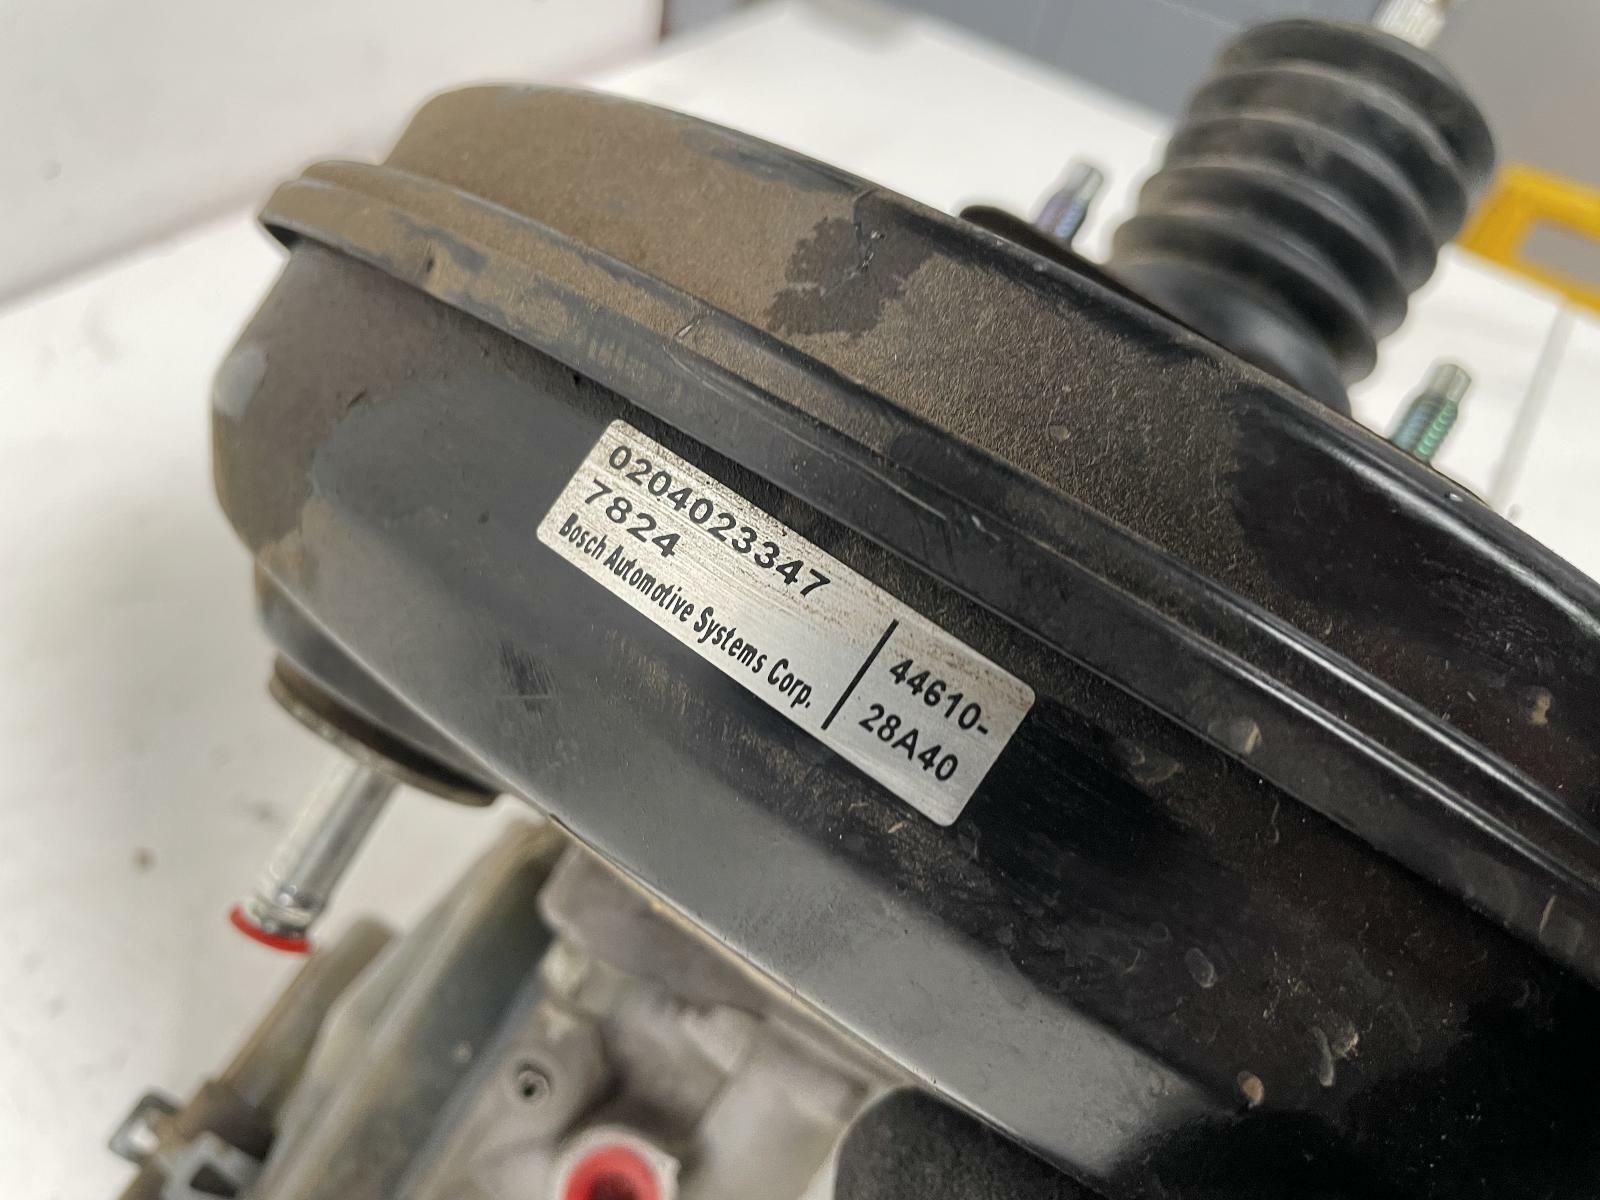 0204023347
7824
Bosch Automotive Systems Corp.
44610-
28A40